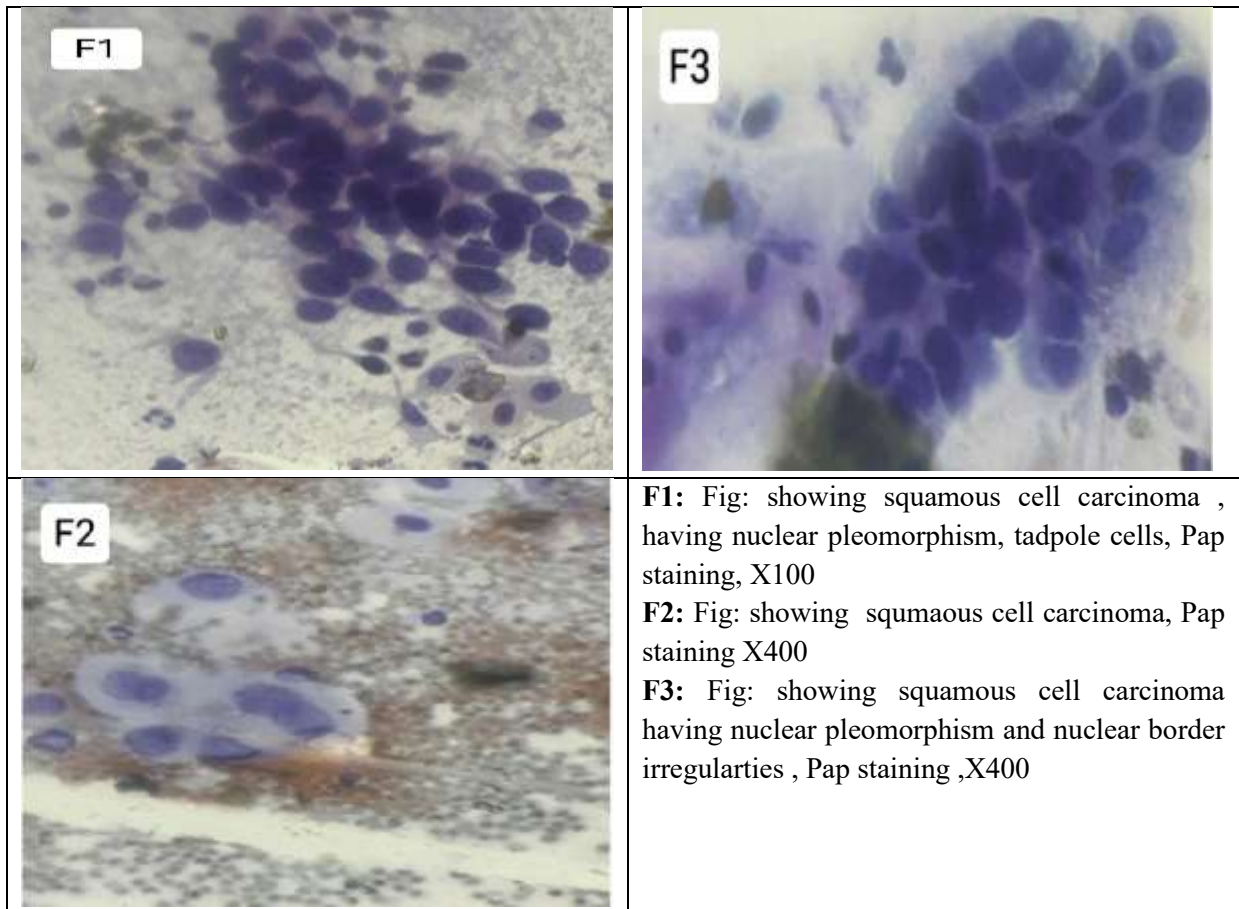 F1
F3
F2
F1: Fig: showing squamous cell carcinoma ,
having nuclear pleomorphism, tadpole cells, Pap
staining, X100
F2: Fig: showing squmaous cell carcinoma, Pap
staining X400
F3: Fig: showing squamous cell carcinoma
having nuclear pleomorphism and nuclear border
irregularties , Pap staining ,X400